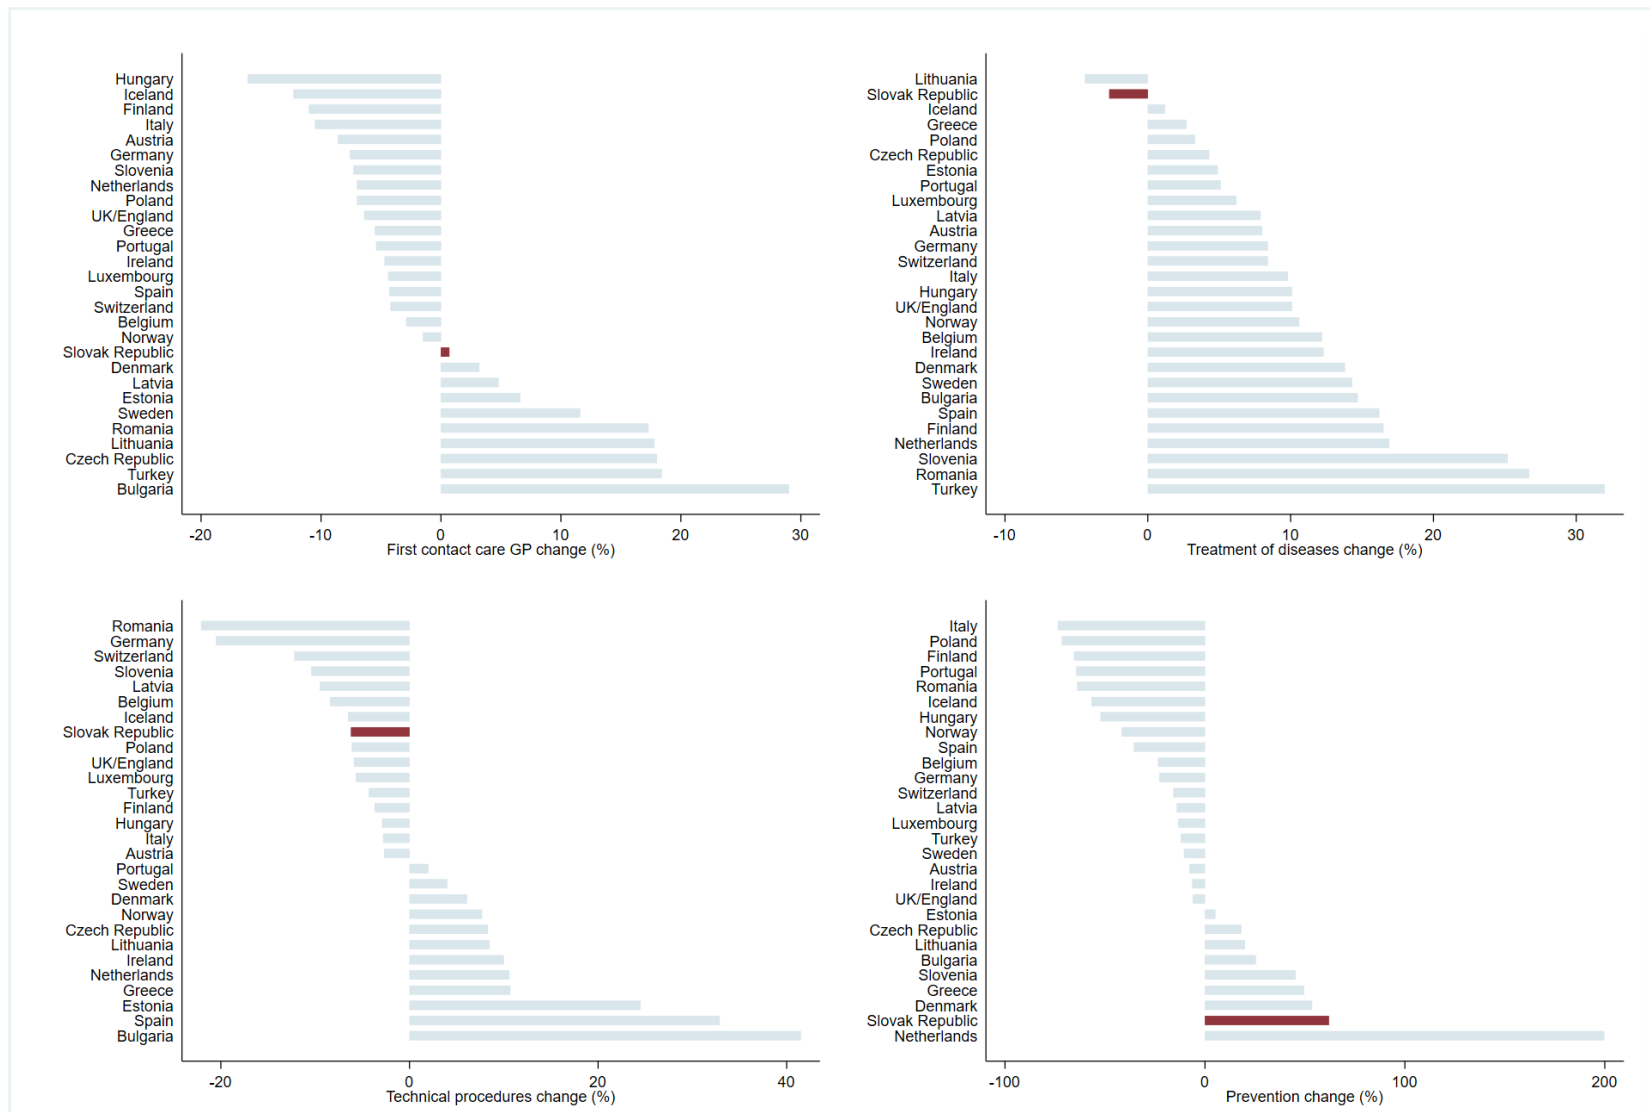 Hungary
Iceland
Finland
Italy
Austria
Germany
Slovenia
Netherlands
Poland
UK/England
Greece
Portugal
Ireland
Luxembourg
Spain
Switzerland
Belgium
Norway
Slovak Republic
Denmark
Latvia
Estonia
Sweden
Romania
Lithuania
Czech Republic
Turkey
Bulgaria
-20 -10 0 10 20 30
First contact care GP change (%)
Lithuania
Slovak Republic
Iceland
Greece
Poland
Czech Republic
Estonia
Portugal
Luxembourg
Latvia
Austria
Germany
Switzerland
Italy
Hungary
UK/England
Norway
Belgium
Ireland
Denmark
Sweden
Bulgaria
Spain
Finland
Netherlands
Slovenia
Romania
Turkey
-10 0 10 20 30
Treatment of diseases change (%)
Romania
Germany
Switzerland
Slovenia
Latvia
Belgium
Iceland
Slovak Republic
Poland
UK/England
Luxembourg
Turkey
Finland
Hungary
Italy
Austria
Portugal
Sweden
Denmark
Norway
Czech Republic
Lithuania
Ireland
Netherlands
Greece
Estonia
Spain
Bulgaria
-20 0 20 40
Technical procedures change (%)
Italy
Poland
Finland
Portugal
Romania
Iceland
Hungary
Norway
Spain
Belgium
Germany
Switzerland
Latvia
Luxembourg
Turkey
Sweden
Austria
Ireland
UK/England
Estonia
Czech Republic
Lithuania
Bulgaria
Slovenia
Greece
Denmark
Slovak Republic
Netherlands
-100 0 100 200
Prevention change (%)